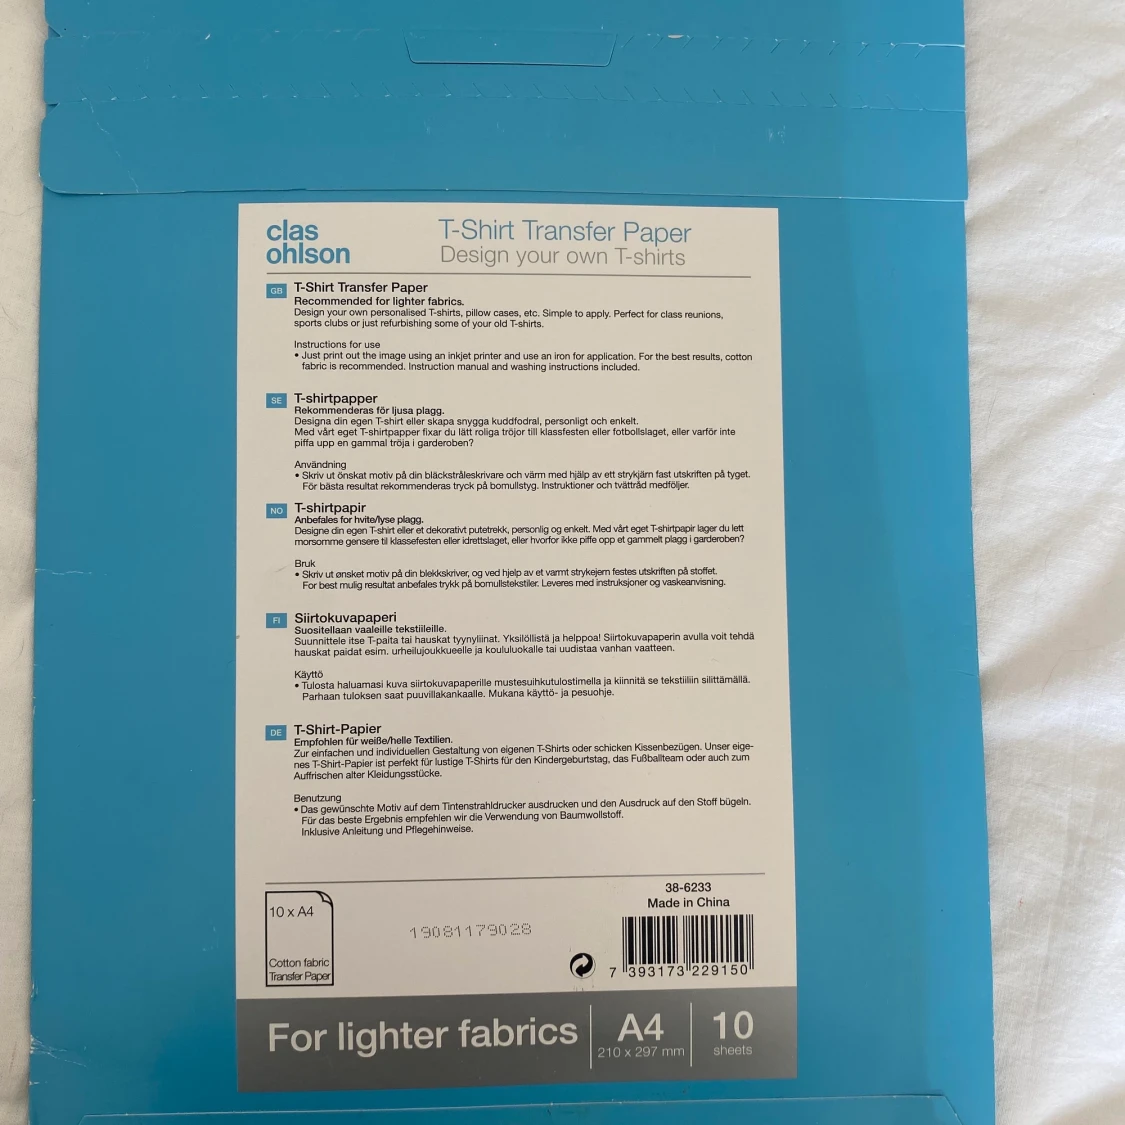 clas
ohlson
T-Shirt Transfer Paper
Design your own T-shirts
GB T-Shirt Transfer Paper
Recommended for lighter fabrics.
Design your own personalised T-shirts, pillow cases, etc. Simple to apply. Perfect for class reunions,
sports clubs or just refurbishing some of your old T-shirts.
Instructions for use
• Just print out the image using an inkjet printer and use an iron for application. For the best results, cotton
fabric is recommended. Instruction manual and washing instructions included.
SE T-shirtpapper
Rekommenderas för ljusa plagg.
Designa din egen T-shirt eller skapa snygga kuddfodral, personligt och enkelt.
Med vårt eget T-shirtpapper fixar du lätt roliga tröjor till klassfesten eller fotbollslaget, eller varför inte
piffa upp en gammal tröja i garderoben?
Användning
• Skriv ut önskat motiv på din bläckstråleskrivare och värm med hjälp av ett strykjärn fast utskriften på tyget.
För bästa resultat rekommenderas tryck på bomullstyg. Instruktioner och tvättråd medföljer.
NO T-shirtpapir
Anbefales for hvite/lyse plagg.
Designe din egen T-shirt eller et dekorativt putetrekk, personlig og enkelt. Med vårt eget T-shirtpapir lager du lett
morsomme gensere til klassefesten eller idrettslaget, eller hvorfor ikke piffe opp et gammelt plagg i garderoben?
Bruk
• Skriv ut ønsket motiv på din blekkskriver, og ved hjelp av et varmt strykejern festes utskriften på stoffet.
For best mulig resultat anbefales trykk på bomullstekstiler. Leveres med instruksjoner og vaskeanvisning.
FI Siirtokuvapaperi
Suositellaan vaaleille tekstiileille.
Suunnittele itse T-paita tai hauskat tyynyliinat. Yksilöllistä ja helppoa! Siirtokuvapaperin avulla voit tehdä
hauskat paidat esim. urheilujoukkueelle ja koululuokalle tai uudistaa vanhan vaatteen.
Käyttö
• Tulosta haluamasi kuva siirtokuvapaperille mustesuihkutulostimella ja kiinnitä se tekstiiliin silittämällä.
Parhaan tuloksen saat puuvillakankaalle. Mukana käyttö- ja pesuohje.
DE T-Shirt-Papier
Empfohlen für weiße/helle Textilien.
Zur einfachen und individuellen Gestaltung von eigenen T-Shirts oder schicken Kissenbezügen. Unser eige-
nes T-Shirt-Papier ist perfekt für lustige T-Shirts für den Kindergeburtstag, das Fußballteam oder auch zum
Auffrischen alter Kleidungsstücke.
Benutzung
• Das gewünschte Motiv auf dem Tintenstrahldrucker ausdrucken und den Ausdruck auf den Stoff bügeln.
Für das beste Ergebnis empfehlen wir die Verwendung von Baumwollstoff.
Inklusive Anleitung und Pflegehinweise.
10 x A4
Cotton fabric
Transfer Paper
19081179028
38-6233
Made in China
7 393173 229150
For lighter fabrics
A4
210 x 297 mm
10
sheets